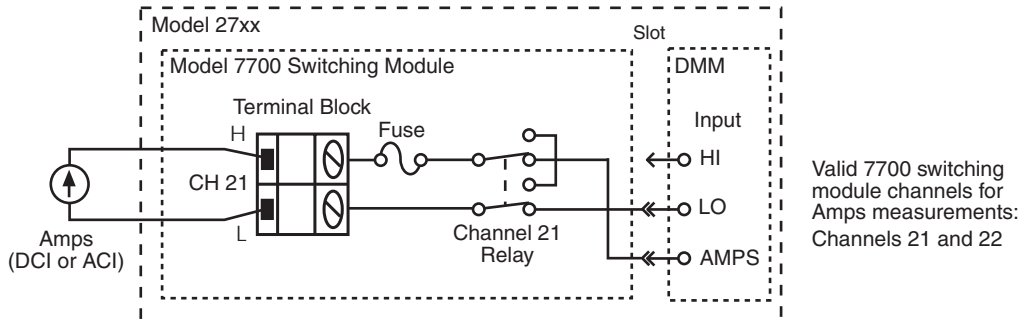 Model 27xx
Slot
Model 7700 Switching Module
DMM
Terminal Block
Input
H
Fuse
HI
CH 21
LO
L
Channel 21
Relay
AMPS
Amps
(DCI or ACI)
Valid 7700 switching
module channels for
Amps measurements:
Channels 21 and 22